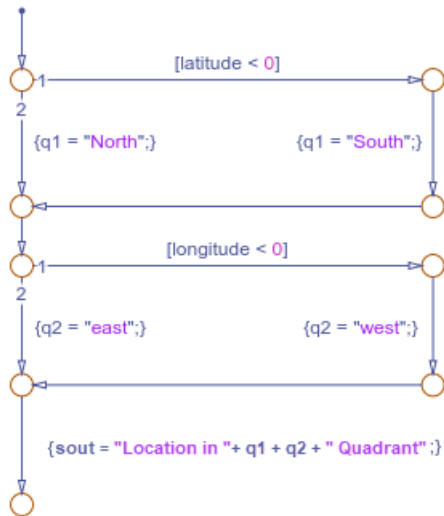 1 [latitude < 0]
2
{q1 = "North";} {q1 = "South";}
1 [longitude < 0]
2
{q2 = "east";} {q2 = "west";}
{sout = "Location in "+ q1 + q2 + " Quadrant" ;}